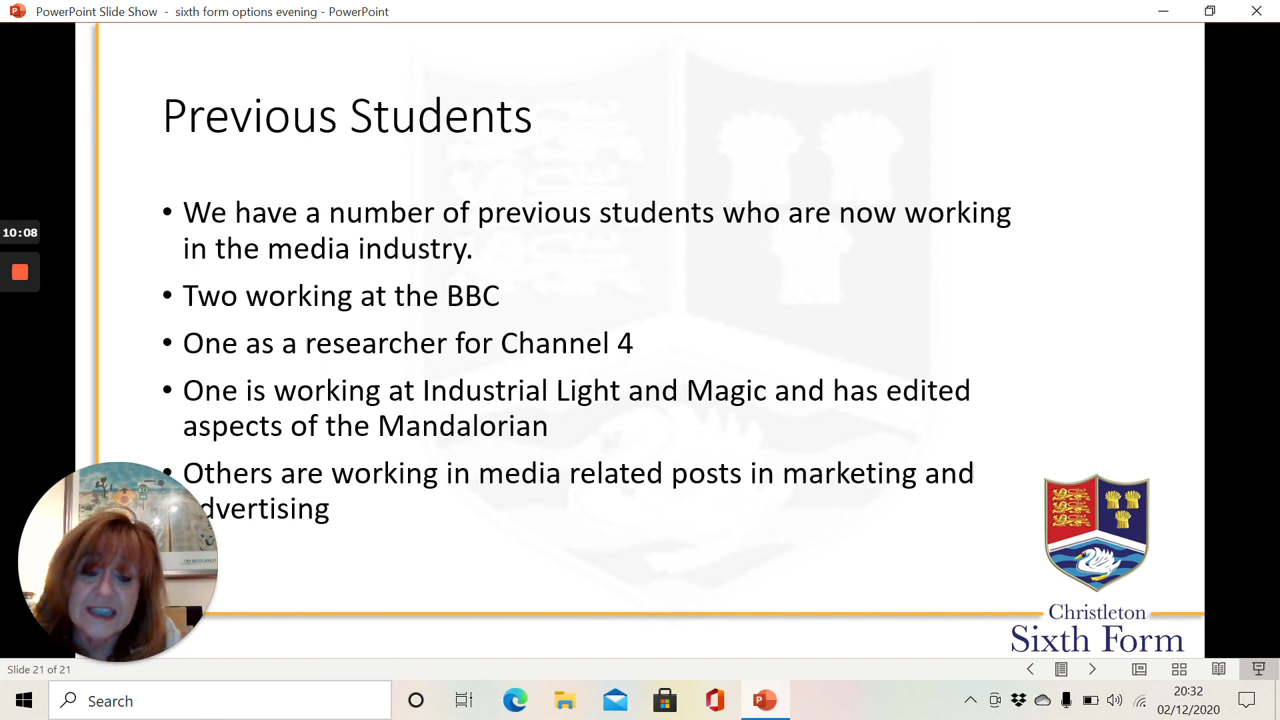 PowerPoint Slide Show - sixth form options evening - PowerPoint
Previous Students
• We have a number of previous students who are now working
in the media industry.
10:08
• Two working at the BBC
• One as a researcher for Channel 4
• One is working at Industrial Light and Magic and has edited
aspects of the Mandalorian
• Others are working in media related posts in marketing and
dvertising
Christleton
Sixth Form
Slide 21 of 21
Search
20:32
02/12/2020